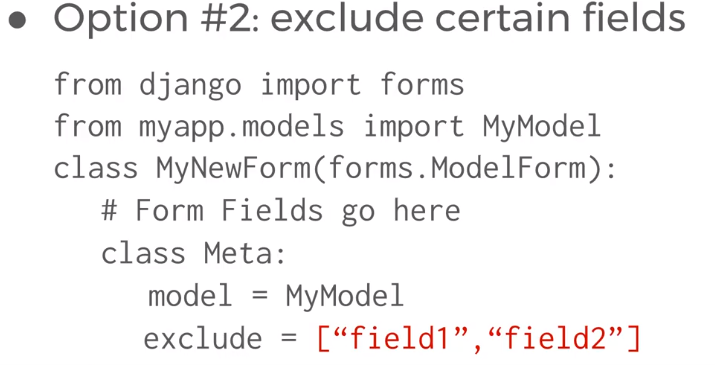 • Option #2: exclude certain fields
from django import forms
from myapp.models import MyModel
class MyNewForm(forms.ModelForm):
# Form Fields go here
class Meta:
model = MyModel
exclude = [“field1”,“field2”]